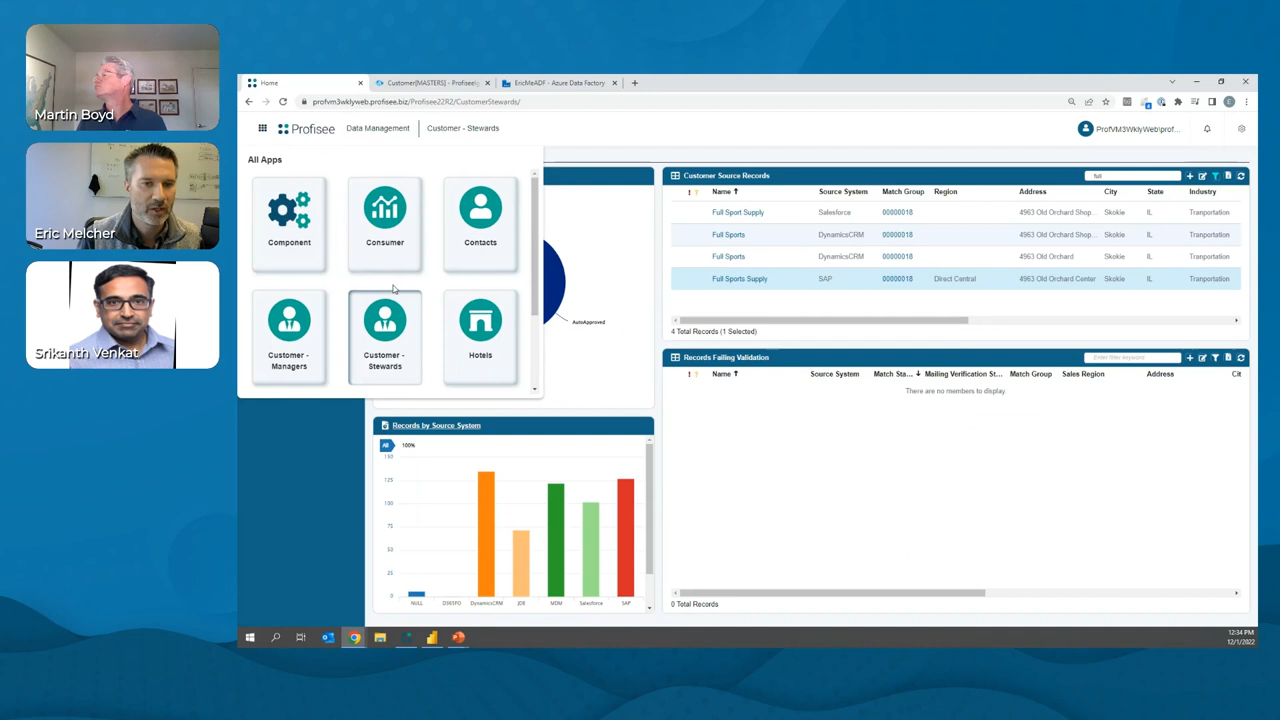 Martin Boyd
Eric Melcher
Srikanth Venkat
Home
Customer[MASTERS] - Profisee\g
EricMeADF - Azure Data Factory
profvm3wklyweb.profisee.biz/Profisee22R2/CustomerStewards/
Profisee
Data Management
Customer - Stewards
ProfVM3WklyWeb\prof...
All Apps
Component
Consumer
Contacts
Customer -
Managers
Customer -
Stewards
Hotels
AutoApproved
Customer Source Records
full
Name Source System Match Group Region Address City State Industry
Full Sport Supply Salesforce 00000018 4963 Old Orchard Shop... Skokie IL Tranportation
Full Sports DynamicsCRM 00000018 4963 Old Orchard Shop... Skokie IL Tranportation
Full Sports DynamicsCRM 00000018 4963 Old Orchard Skokie IL Tranportation
Full Sports Supply SAP 00000018 Direct Central 4963 Old Orchard Center Skokie IL Tranportation
4 Total Records (1 Selected)
Records Failing Validation
Enter filter keyword
Name Source System Match Sta... Mailing Verification St... Match Group Sales Region Address Cit
There are no members to display.
0 Total Records
Records by Source System
All 100%
150
125
100
75
50
25
0
NULL D365FO DynamicsCRM JDE MDM Salesforce SAP
12:34 PM
12/1/2022